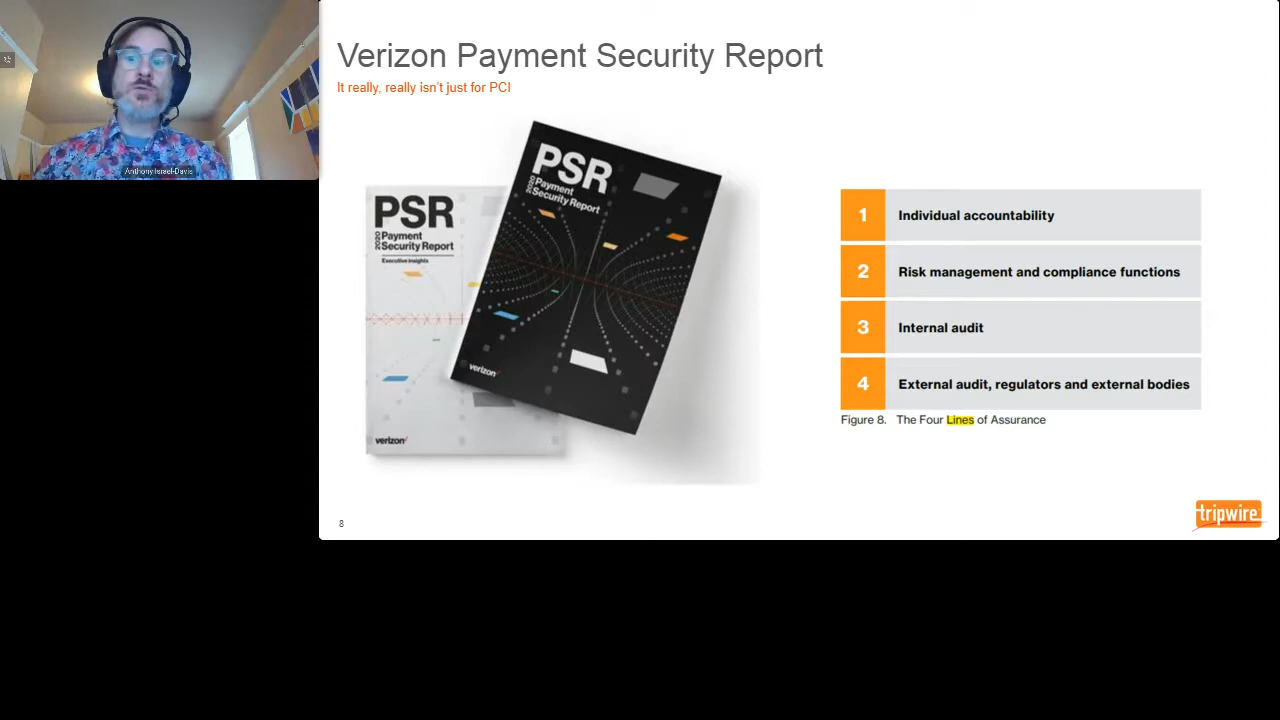 Anthony Israel-Davis
Verizon Payment Security Report
It really, really isn't just for PCI
PSR
2020 Payment
Security Report
Executive insights
verizon
PSR
2020 Payment
Security Report
verizon
1 Individual accountability
2 Risk management and compliance functions
3 Internal audit
4 External audit, regulators and external bodies
Figure 8. The Four Lines of Assurance
8
tripwire